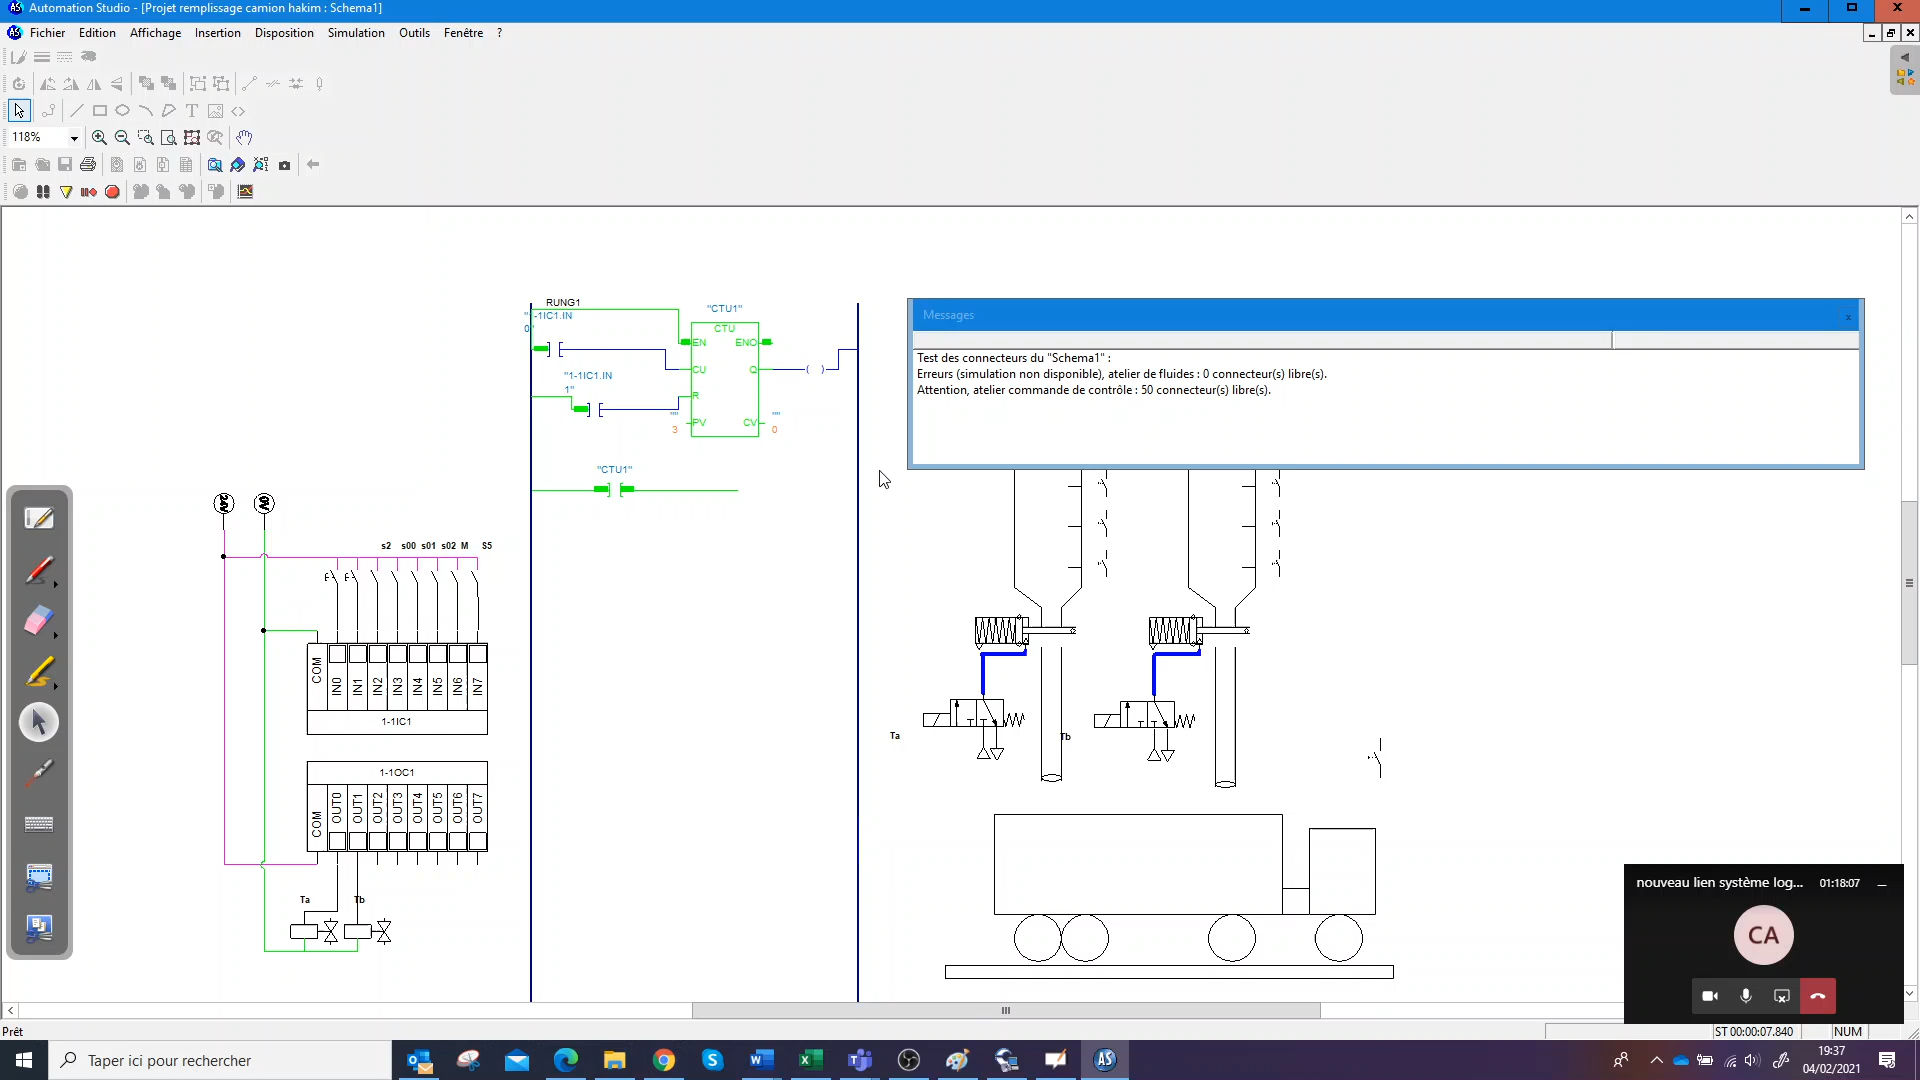 Automation Studio - [Projet remplissage camion hakim : Schema1]
Fichier Edition Affichage Insertion Disposition Simulation Outils Fenêtre ?
118%
RUNG1
"1-1IC1.IN
0"
"CTU1"
CTU
EN ENO
CU Q
"1-1IC1.IN
1"
R
"" ""
PV CV
3 0
"CTU1"
Messages x
Test des connecteurs du "Schema1" :
Erreurs (simulation non disponible), atelier de fluides : 0 connecteur(s) libre(s).
Attention, atelier commande de contrôle : 50 connecteur(s) libre(s).
24V 0V
s2 s00 s01 s02 M S5
COM IN0 IN1 IN2 IN3 IN4 IN5 IN6 IN7
1-1IC1
1-1OC1
COM OUT0 OUT1 OUT2 OUT3 OUT4 OUT5 OUT6 OUT7
Ta Tb
Ta Tb
nouveau lien système log... 01:18:07
CA
Prêt
ST 00:00:07.840 NUM
Taper ici pour rechercher
19:37
04/02/2021